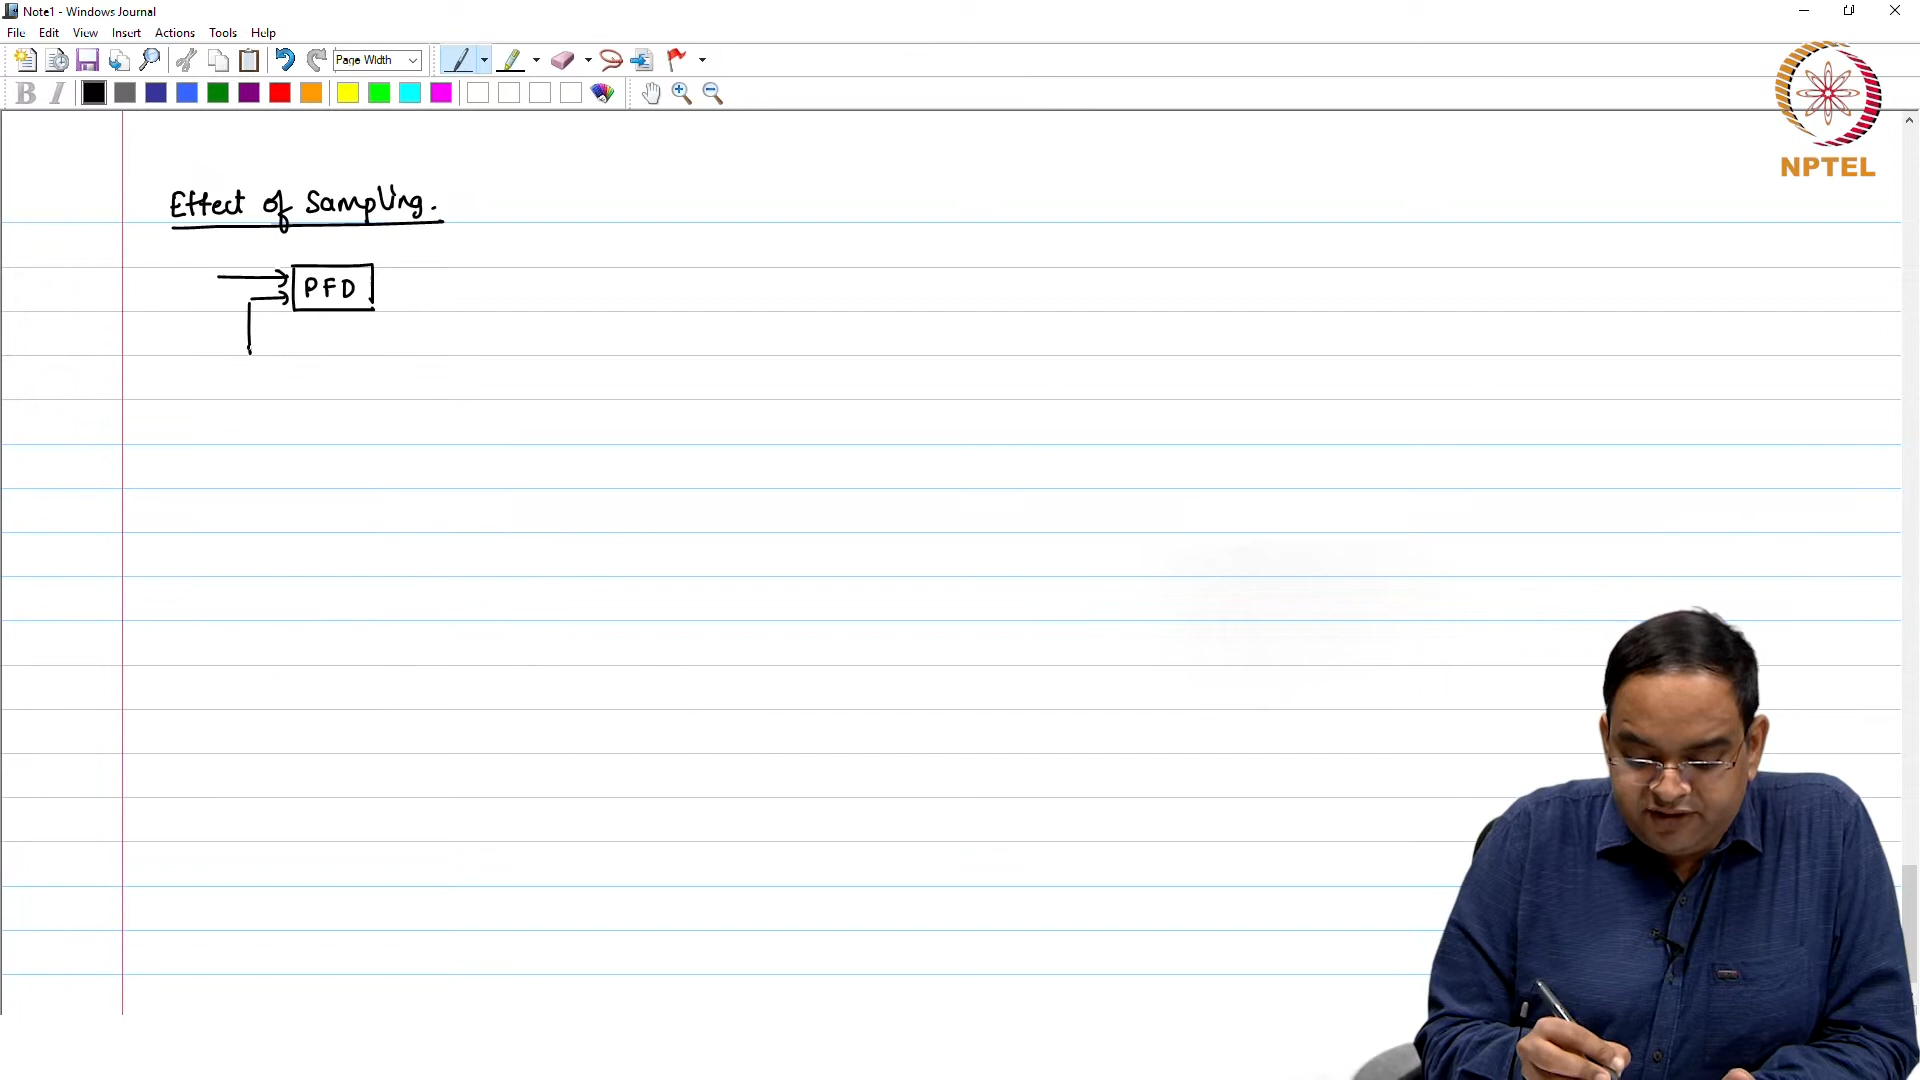 Note1 - Windows Journal
File Edit View Insert Actions Tools Help
Page Width
B I
NPTEL
Effect of Sampling.
PFD